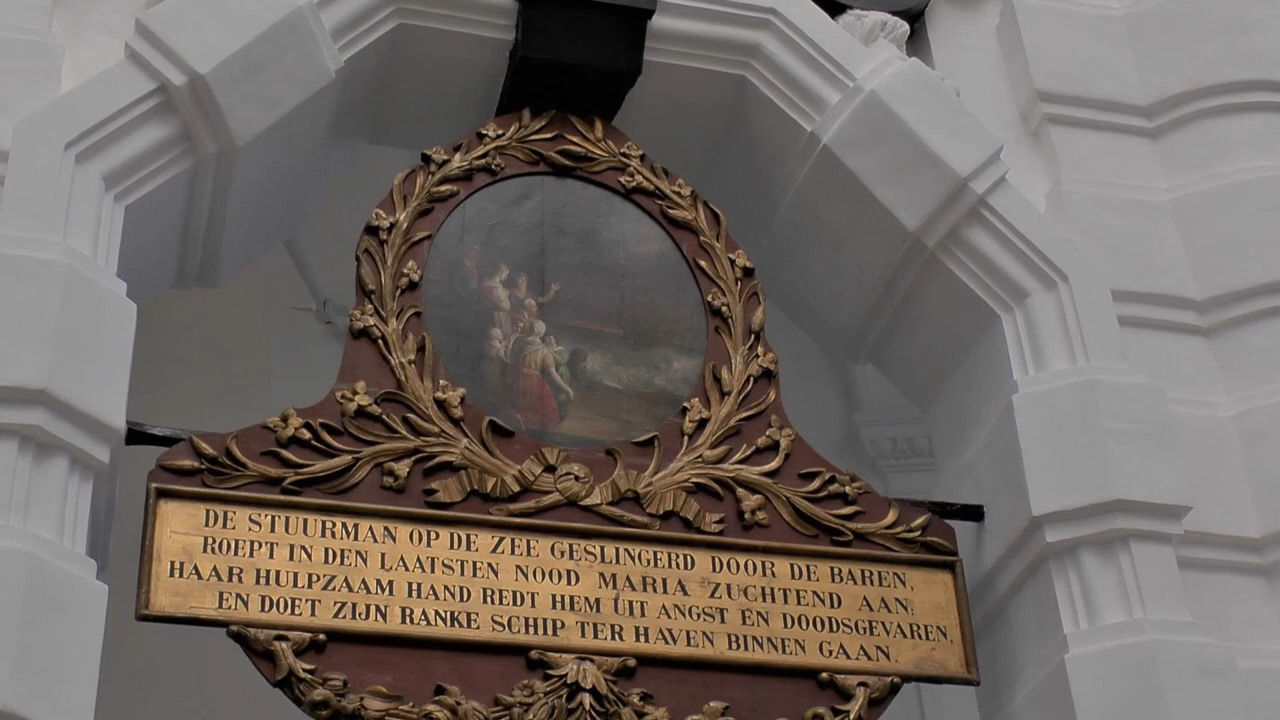 DE STUURMAN OP DE ZEE GESLINGERD DOOR DE BAREN,
ROEPT IN DEN LAATSTEN NOOD MARIA ZUCHTEND AAN:
HAAR HULPZAAM HAND REDT HEM UIT ANGST EN DOODSGEVAREN,
EN DOET ZIJN RANKE SCHIP TER HAVEN BINNEN GAAN.